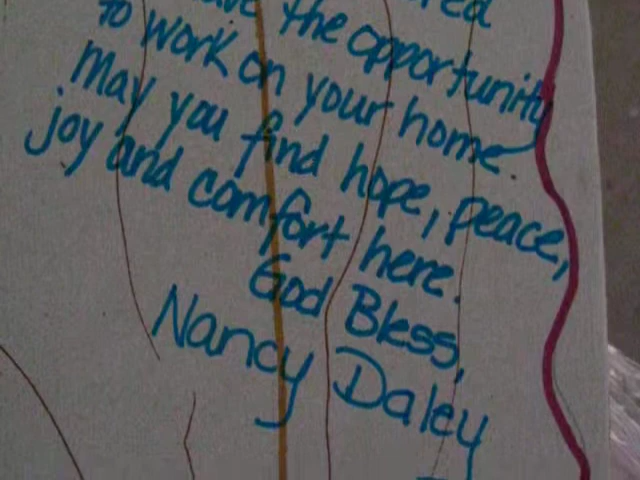 the opportunity
to work on your home.
May you find hope, peace,
joy and comfort here.
God Bless,
Nancy Daley